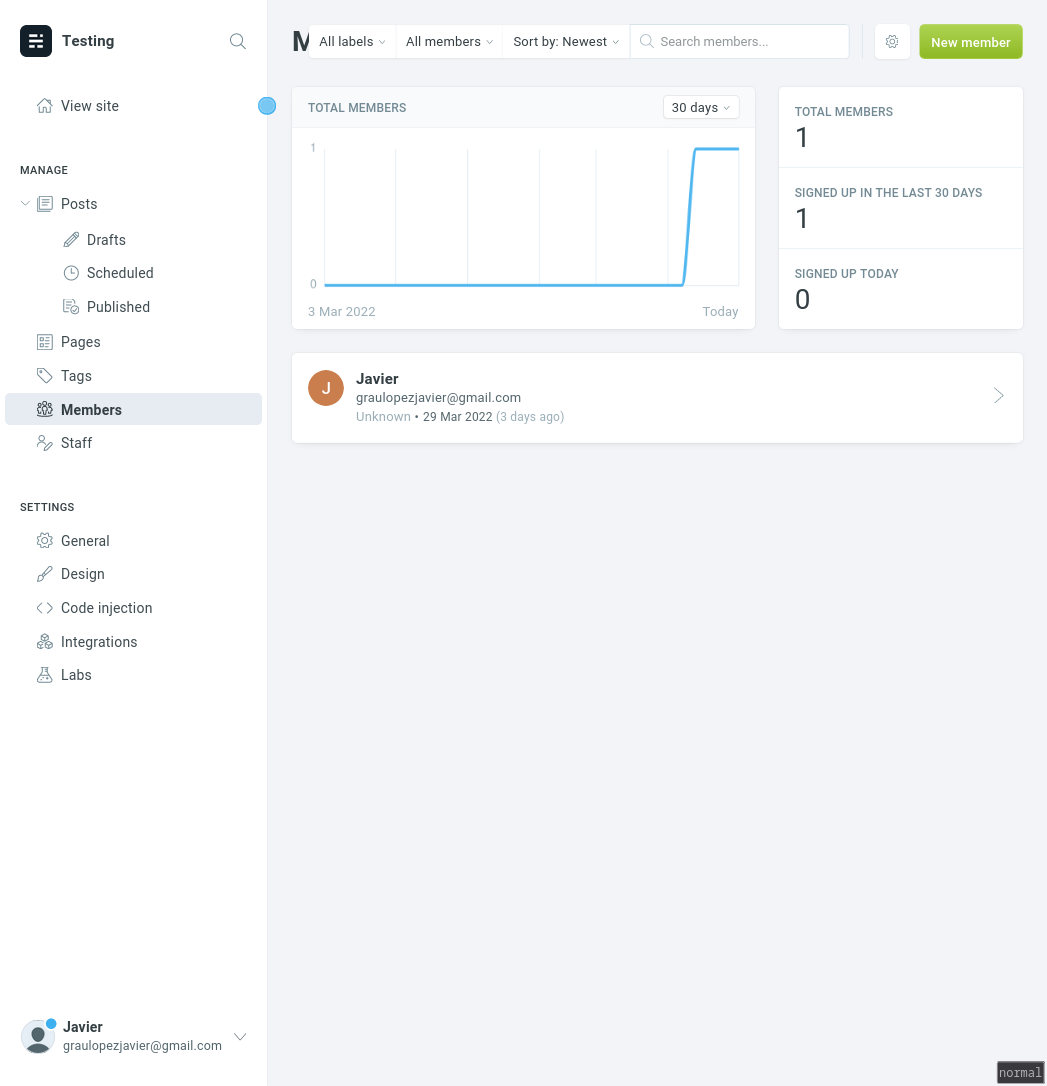 Testing
View site
MANAGE
Posts
Drafts
Scheduled
Published
Pages
Tags
Members
Staff
SETTINGS
General
Design
Code injection
Integrations
Labs
Javier
graulopezjavier@gmail.com
M All labels All members Sort by: Newest Search members... New member
TOTAL MEMBERS 30 days
1
0
3 Mar 2022 Today
TOTAL MEMBERS
1
SIGNED UP IN THE LAST 30 DAYS
1
SIGNED UP TODAY
0
J
Javier
graulopezjavier@gmail.com
Unknown • 29 Mar 2022 (3 days ago)
normal